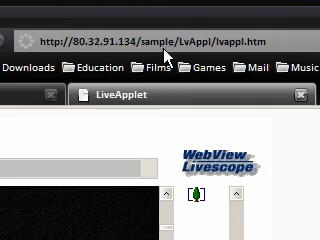 http://80.32.91.134/sample/LvAppl/lvappl.htm
Downloads Education Films Games Mail Music
LiveApplet
WebView
Livescope